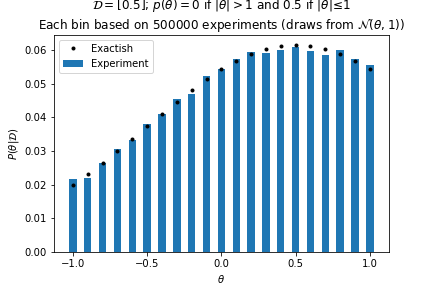 𝒟 = [0.5]; p(θ) = 0 if |θ| > 1 and 0.5 if |θ|≤1
Each bin based on 500000 experiments (draws from 𝒩(θ, 1))
Exactish
Experiment
P(θ|𝒟)
0.06
0.05
0.04
0.03
0.02
0.01
0.00
−1.0 −0.5 0.0 0.5 1.0
θ